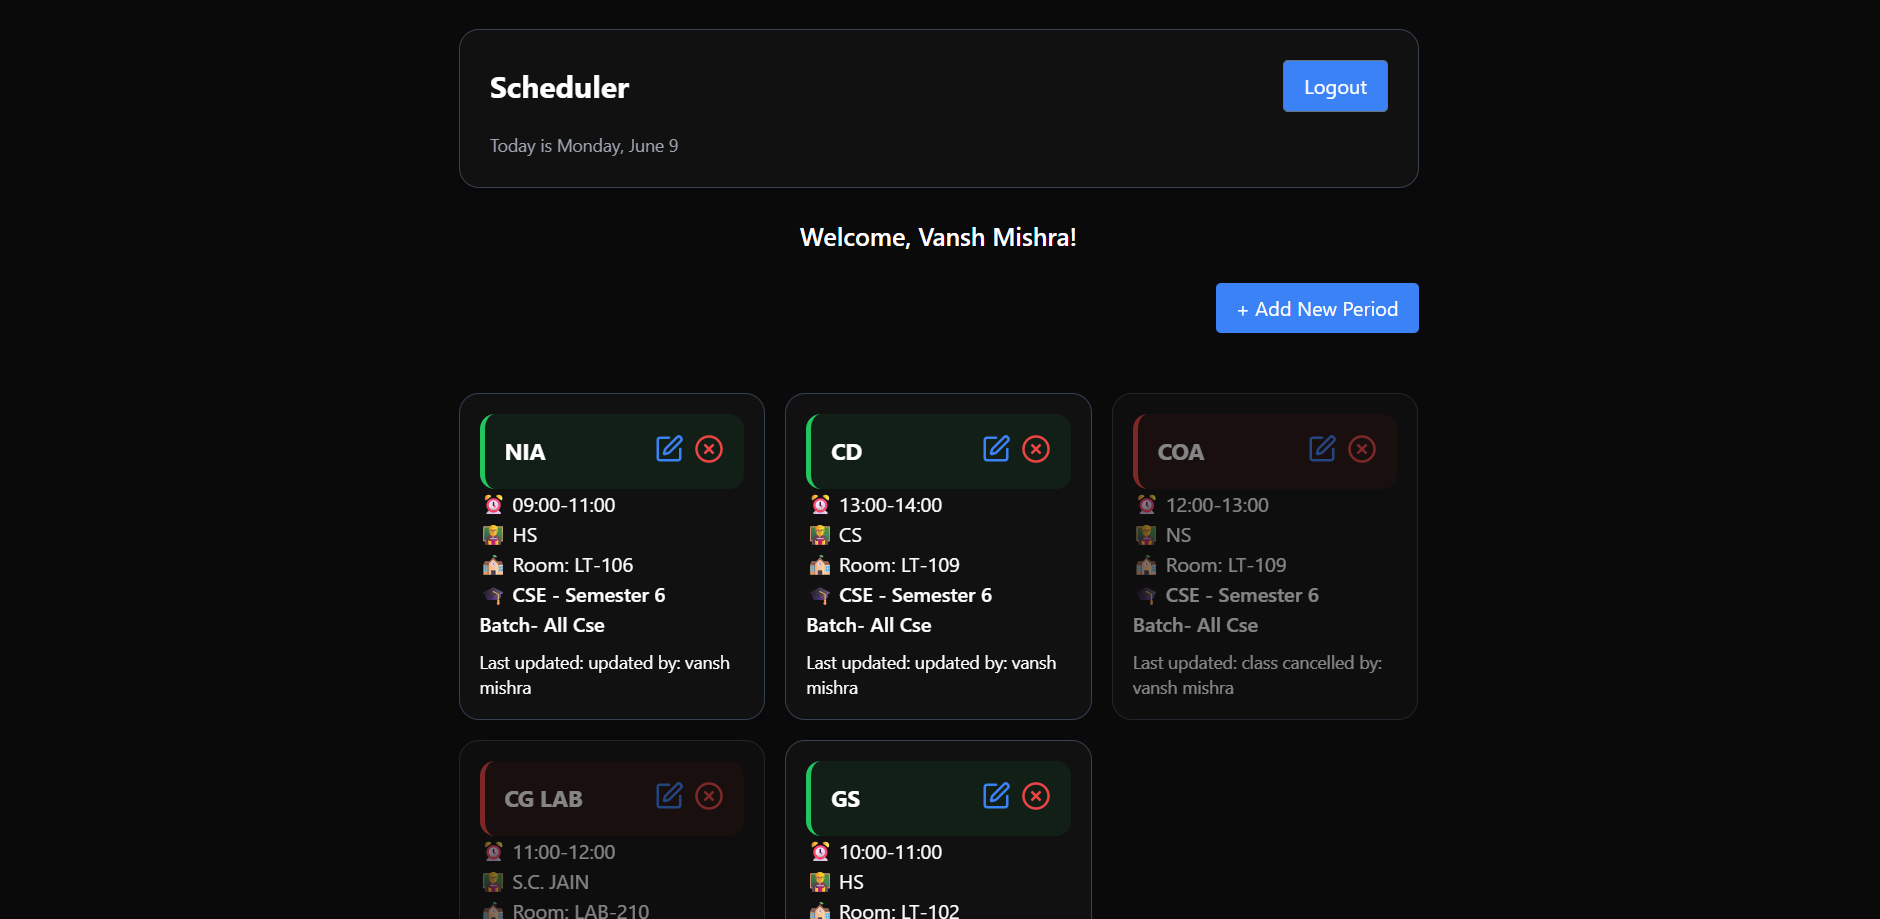 Scheduler
Logout
Today is Monday, June 9
Welcome, Vansh Mishra!
+ Add New Period
NIA
09:00-11:00
HS
Room: LT-106
CSE - Semester 6
Batch- All Cse
Last updated: updated by: vansh
mishra
CD
13:00-14:00
CS
Room: LT-109
CSE - Semester 6
Batch- All Cse
Last updated: updated by: vansh
mishra
COA
12:00-13:00
NS
Room: LT-109
CSE - Semester 6
Batch- All Cse
Last updated: class cancelled by:
vansh mishra
CG LAB
11:00-12:00
S.C. JAIN
Room: LAB-210
GS
10:00-11:00
HS
Room: LT-102